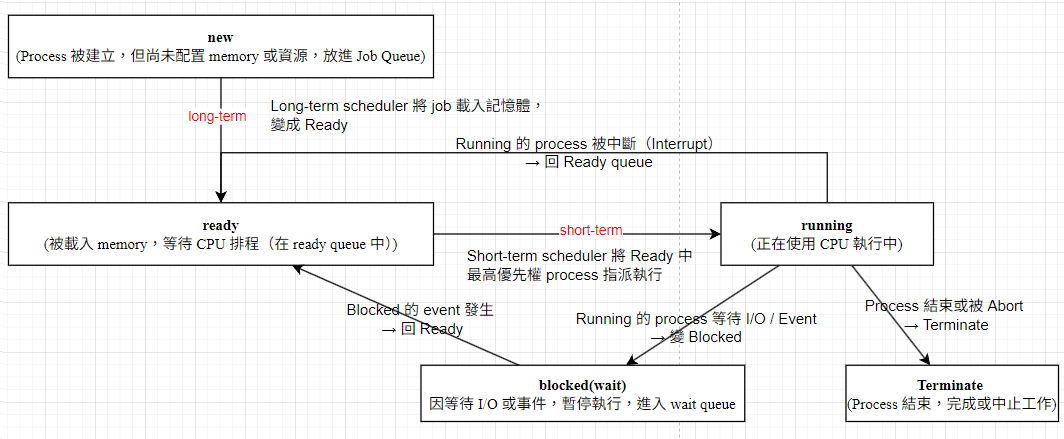 new
(Process 被建立，但尚未配置 memory 或資源，放進 Job Queue)
long-term
Long-term scheduler 將 job 載入記憶體，
變成 Ready
Running 的 process 被中斷（Interrupt）
→ 回 Ready queue
ready
(被載入 memory，等待 CPU 排程（在 ready queue 中）)
short-term
Short-term scheduler 將 Ready 中
最高優先權 process 指派執行
running
(正在使用 CPU 執行中)
Blocked 的 event 發生
→ 回 Ready
Running 的 process 等待 I/O / Event
→ 變 Blocked
Process 結束或被 Abort
→ Terminate
blocked(wait)
因等待 I/O 或事件，暫停執行，進入 wait queue
Terminate
(Process 結束，完成或中止工作)